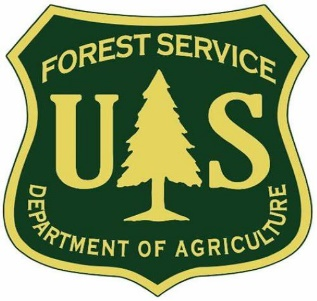 FOREST SERVICE
U S
DEPARTMENT OF AGRICULTURE